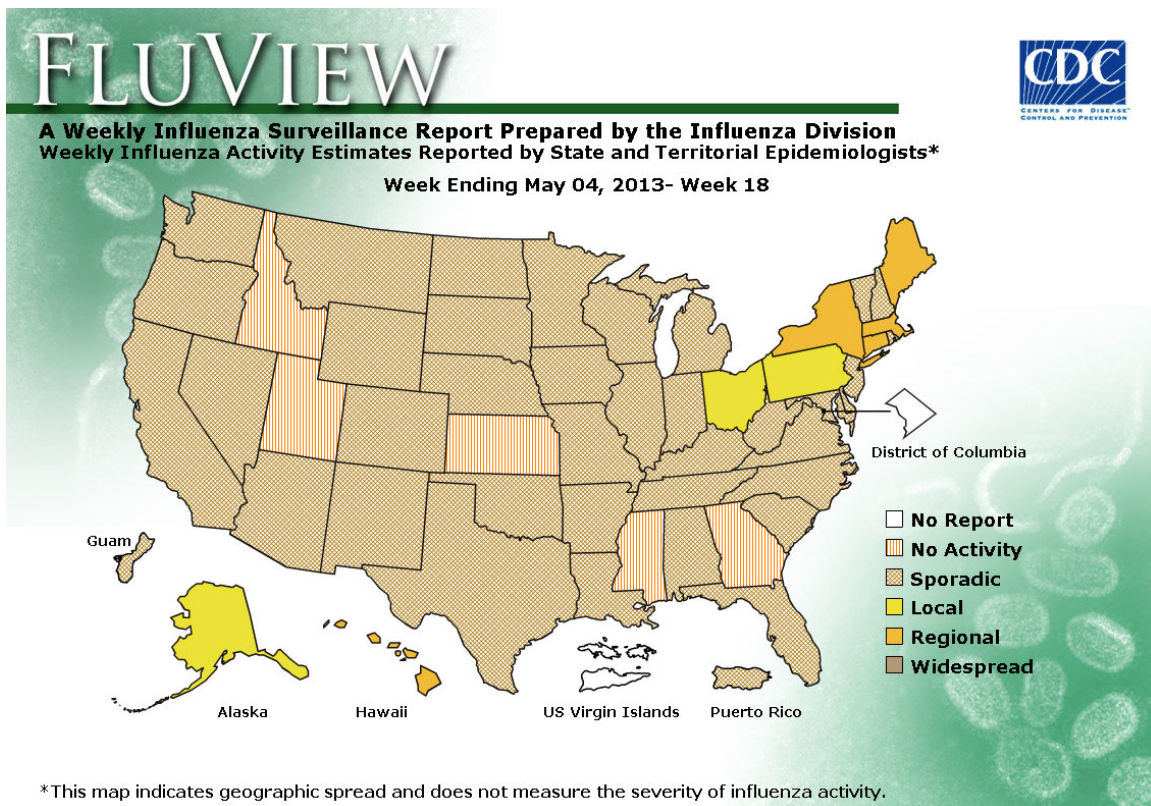 FLUVIEW
CDC
CENTERS FOR DISEASE™
CONTROL AND PREVENTION
A Weekly Influenza Surveillance Report Prepared by the Influenza Division
Weekly Influenza Activity Estimates Reported by State and Territorial Epidemiologists*
Week Ending May 04, 2013- Week 18
District of Columbia
No Report
No Activity
Sporadic
Local
Regional
Widespread
Guam
Alaska
Hawaii
US Virgin Islands
Puerto Rico
*This map indicates geographic spread and does not measure the severity of influenza activity.